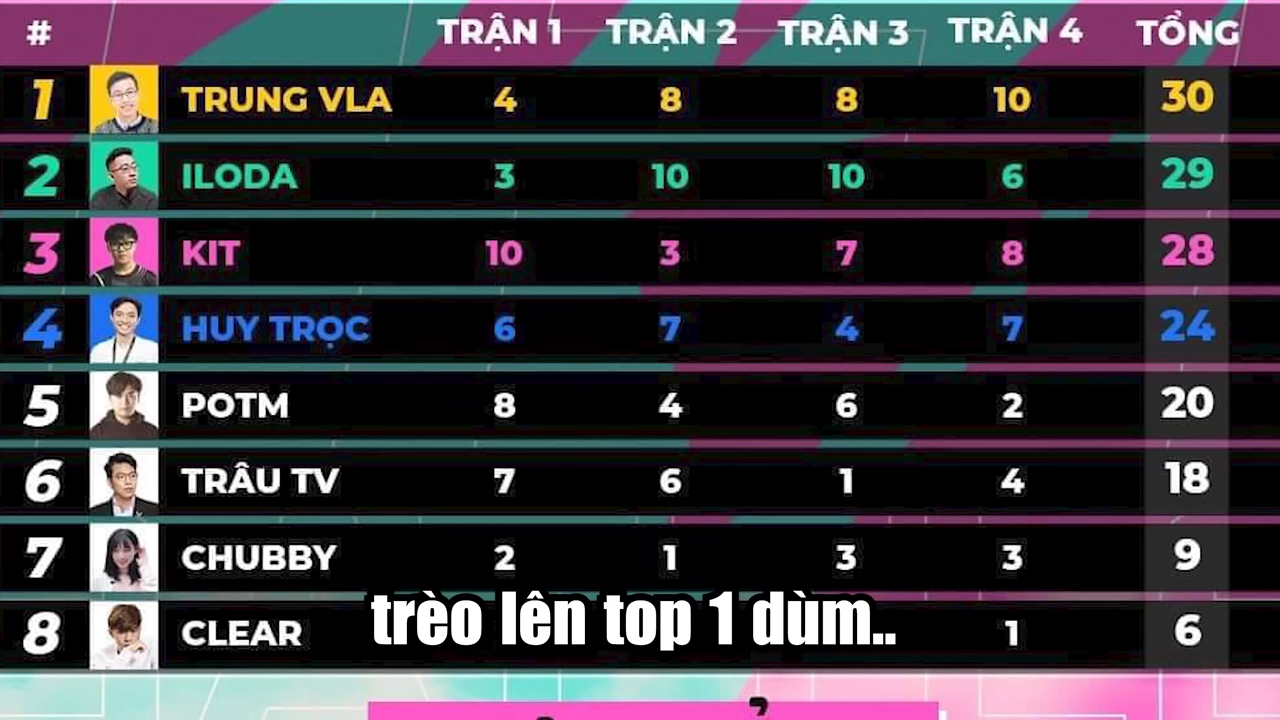 # TRẬN 1 TRẬN 2 TRẬN 3 TRẬN 4 TỔNG
1 TRUNG VLA 4 8 8 10 30
2 ILODA 3 10 10 6 29
3 KIT 10 3 7 8 28
4 HUY TRỌC 6 7 4 7 24
5 POTM 8 4 6 2 20
6 TRÂU TV 7 6 1 4 18
7 CHUBBY 2 1 3 3 9
8 CLEAR 1 6
trèo lên top 1 dùm..